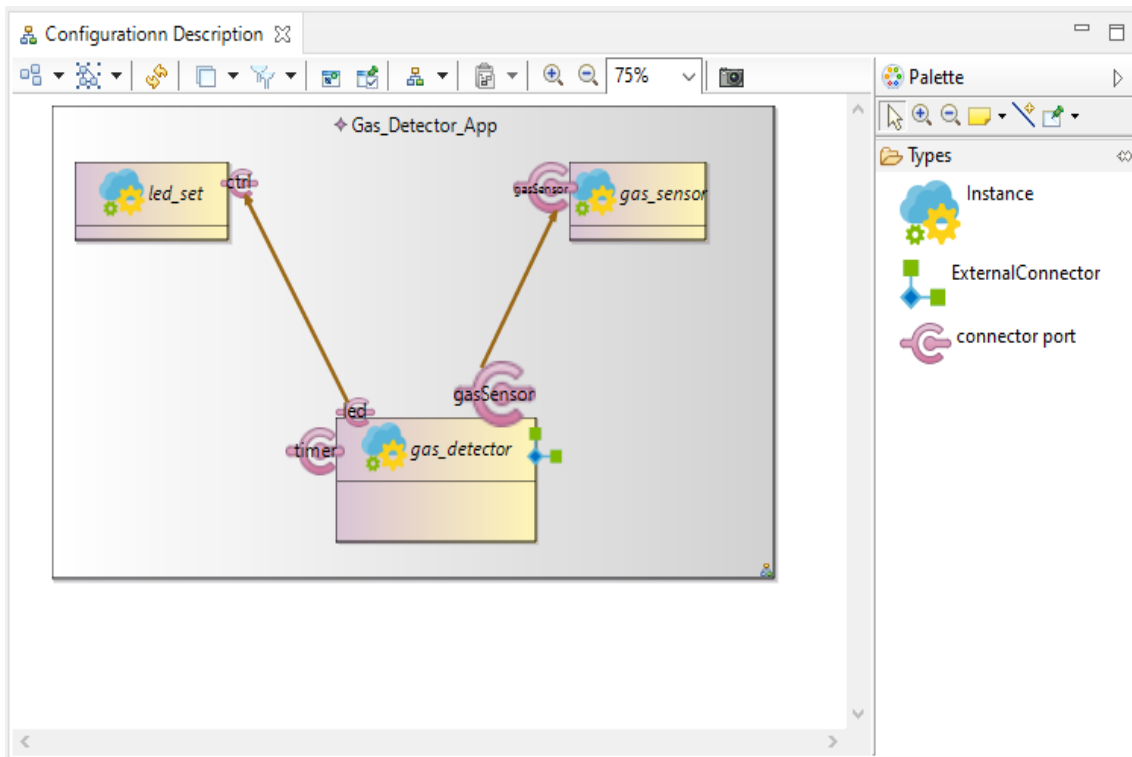 Configurationn Description
75%
Palette
Gas_Detector_App
Types
led_set
ctrl
gasSensor
gas_sensor
Instance
ExternalConnector
connector port
led
gasSensor
timer
gas_detector